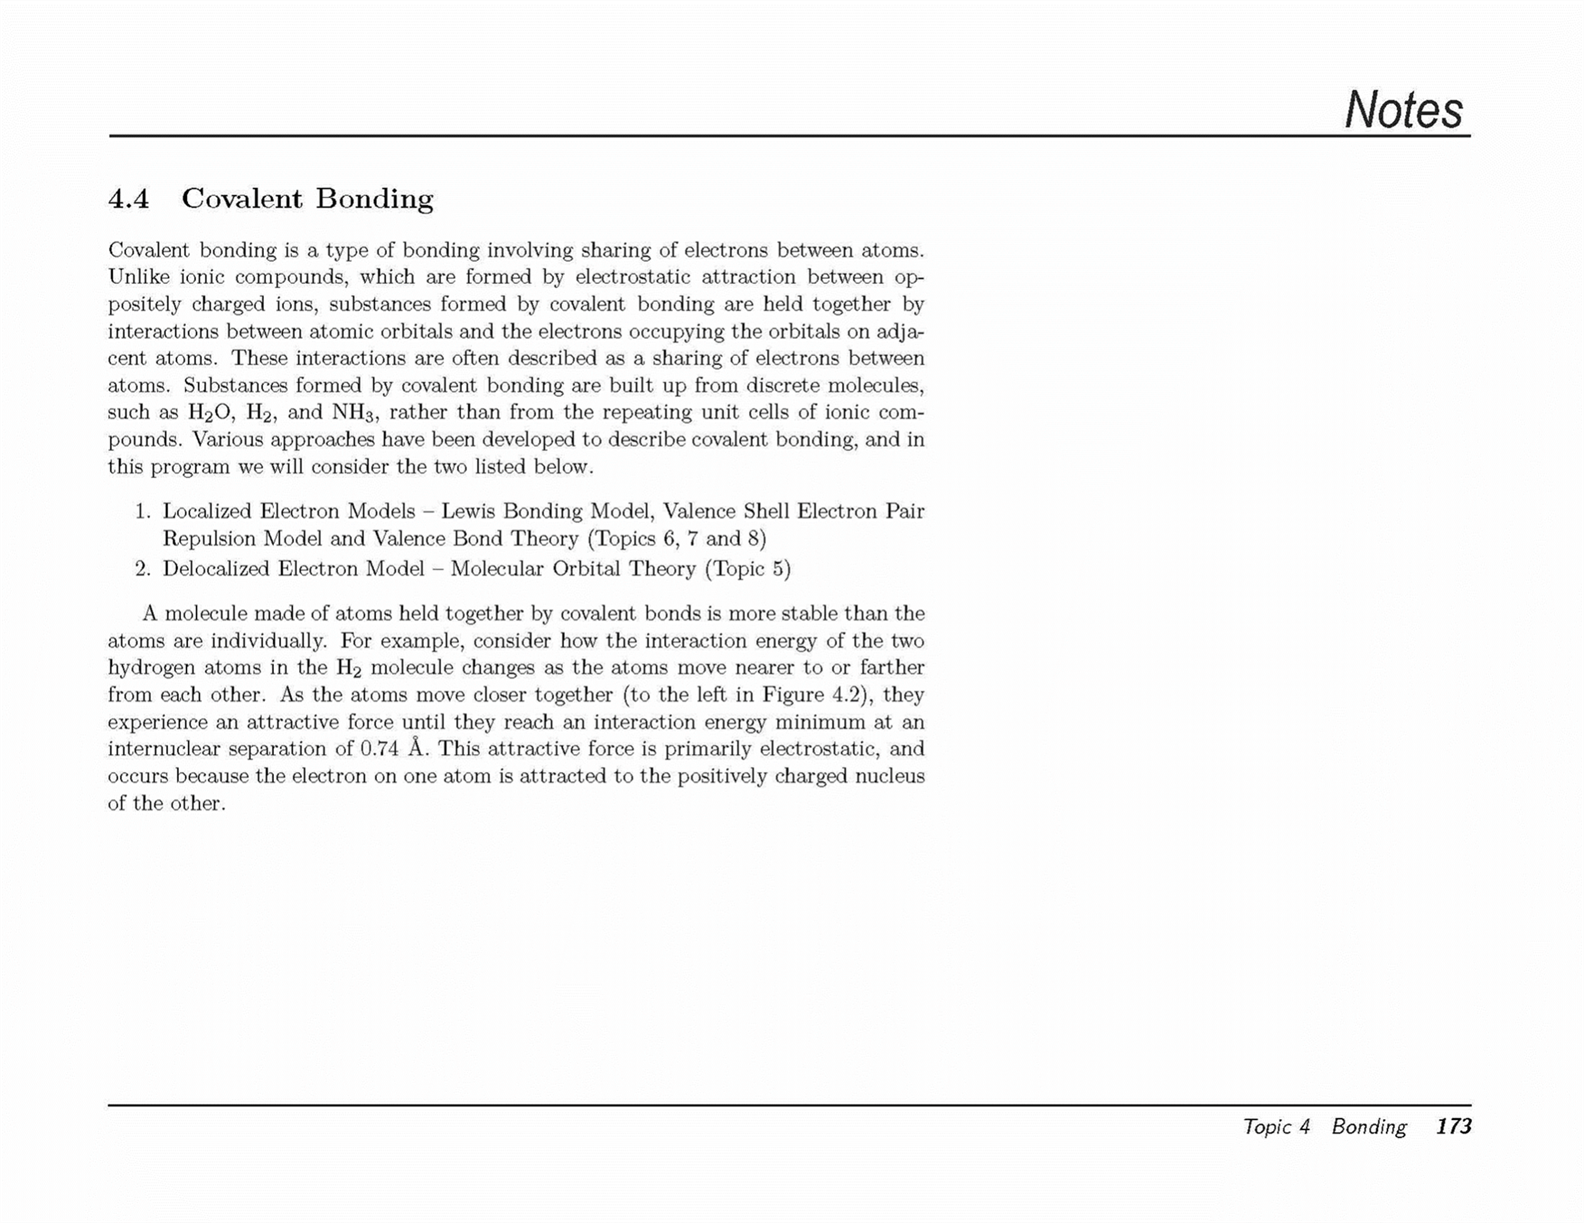 Notes
4.4 Covalent Bonding
Covalent bonding is a type of bonding involving sharing of electrons between atoms.
Unlike ionic compounds, which are formed by electrostatic attraction between op-
positely charged ions, substances formed by covalent bonding are held together by
interactions between atomic orbitals and the electrons occupying the orbitals on adja-
cent atoms. These interactions are often described as a sharing of electrons between
atoms. Substances formed by covalent bonding are built up from discrete molecules,
such as H₂O, H₂, and NH₃, rather than from the repeating unit cells of ionic com-
pounds. Various approaches have been developed to describe covalent bonding, and in
this program we will consider the two listed below.
1. Localized Electron Models – Lewis Bonding Model, Valence Shell Electron Pair
Repulsion Model and Valence Bond Theory (Topics 6, 7 and 8)
2. Delocalized Electron Model – Molecular Orbital Theory (Topic 5)
A molecule made of atoms held together by covalent bonds is more stable than the
atoms are individually. For example, consider how the interaction energy of the two
hydrogen atoms in the H₂ molecule changes as the atoms move nearer to or farther
from each other. As the atoms move closer together (to the left in Figure 4.2), they
experience an attractive force until they reach an interaction energy minimum at an
internuclear separation of 0.74 Å. This attractive force is primarily electrostatic, and
occurs because the electron on one atom is attracted to the positively charged nucleus
of the other.
Topic 4 Bonding 173